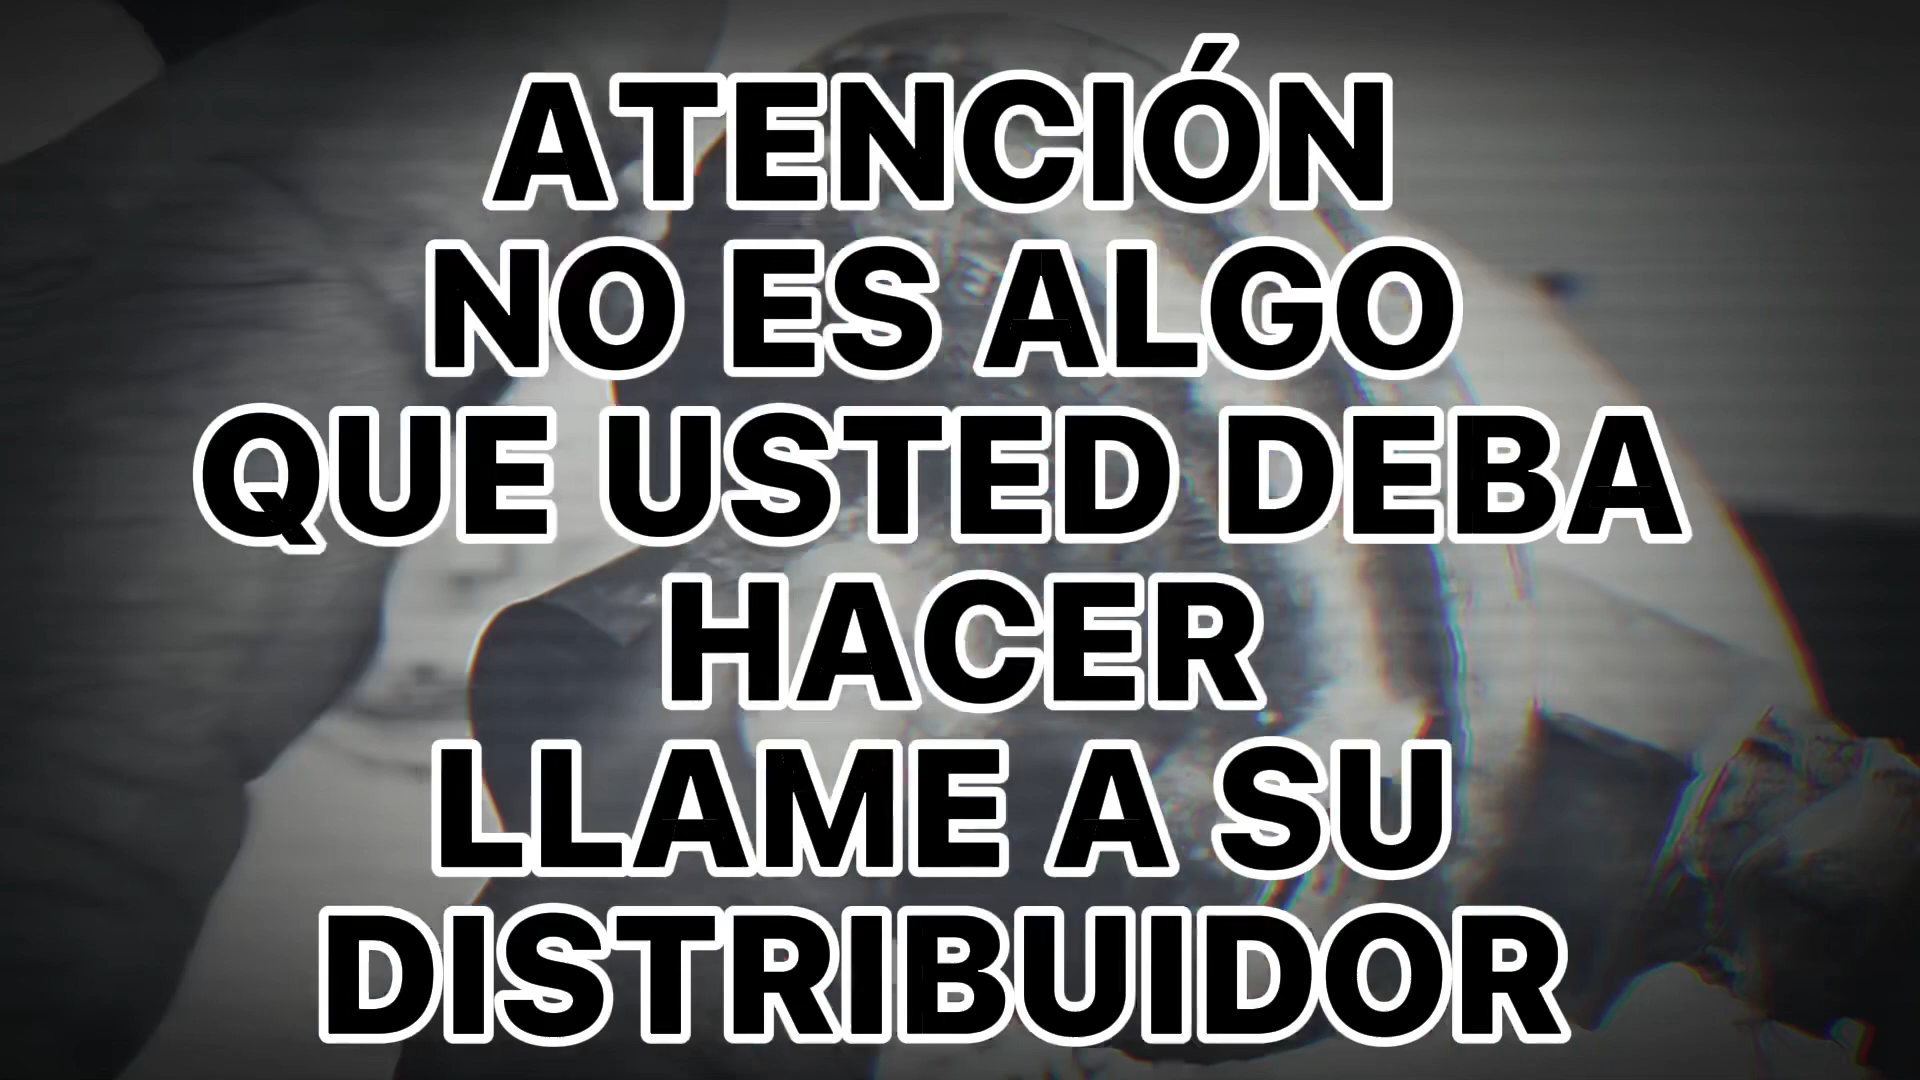 ATENCIÓN
NO ES ALGO
QUE USTED DEBA
HACER
LLAME A SU
DISTRIBUIDOR